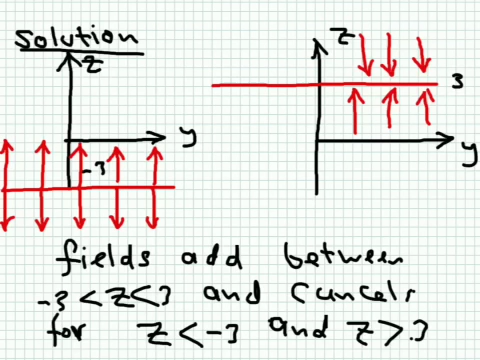 solution
z
y
-3
z
3
y
fields add between
-3 < z < 3 and cancels
for z < -3 and z > 3